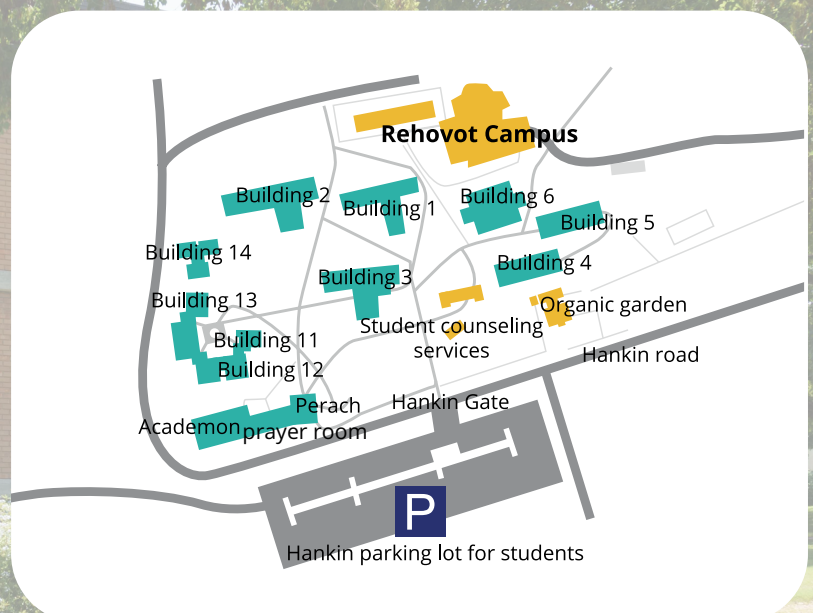 Rehovot Campus
Building 2
Building 1
Building 6
Building 5
Building 14
Building 3
Building 4
Building 13
Organic garden
Building 11
Student counseling
services
Building 12
Hankin road
Academon
Perach
prayer room
Hankin Gate
P
Hankin parking lot for students